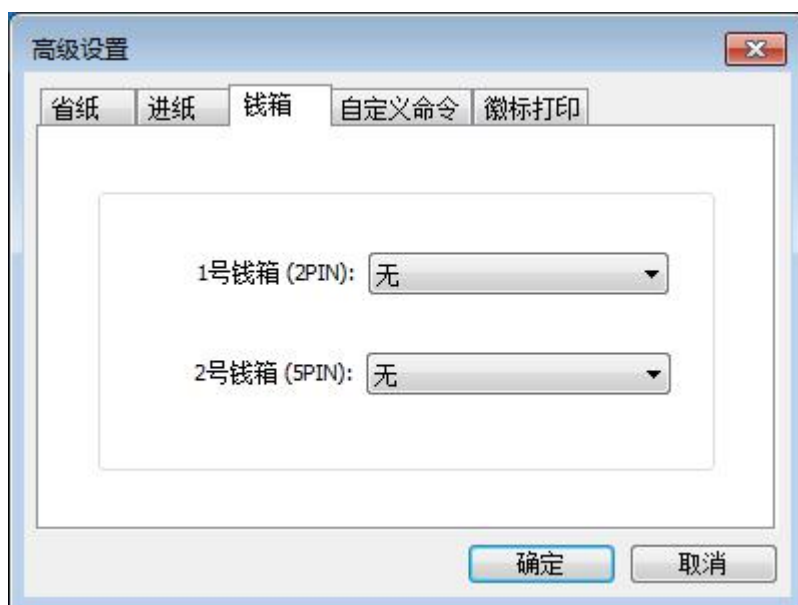 高级设置
省纸 进纸 钱箱 自定义命令 徽标打印
1号钱箱 (2PIN): 无
2号钱箱 (5PIN): 无
确定 取消